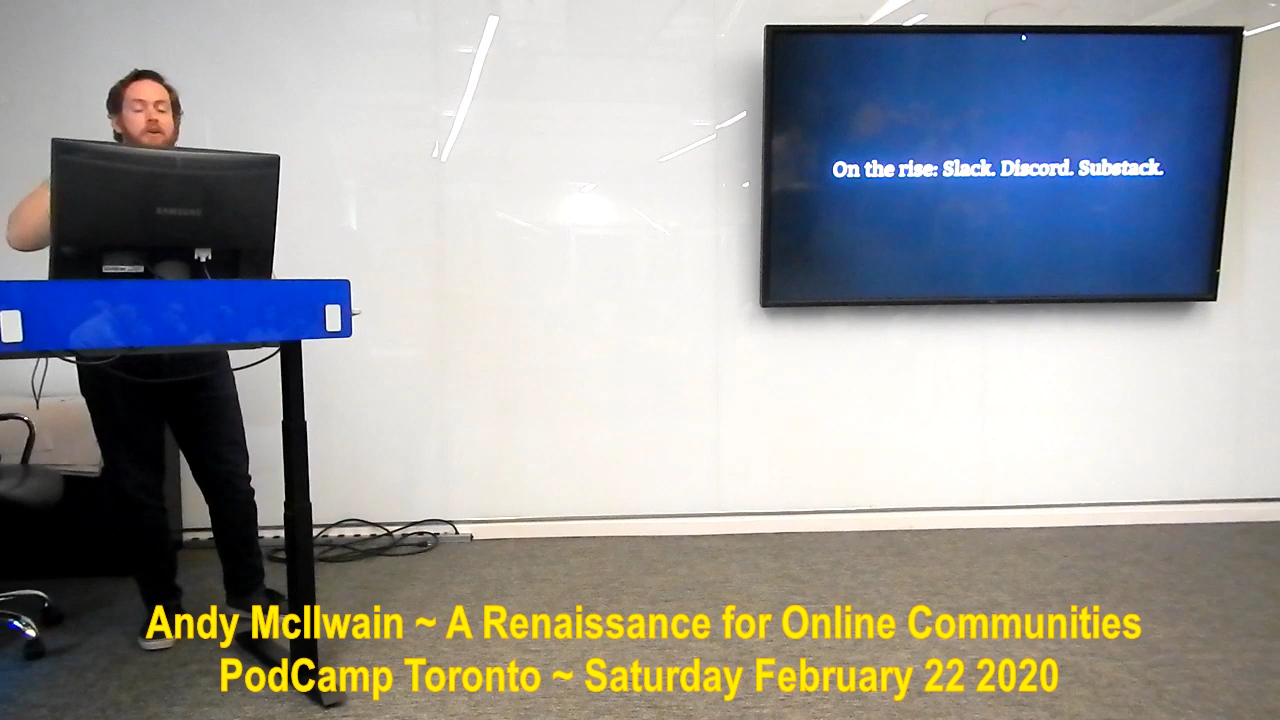 On the rise: Slack. Discord. Substack.
SAMSUNG
Andy McIlwain ~ A Renaissance for Online Communities
PodCamp Toronto ~ Saturday February 22 2020